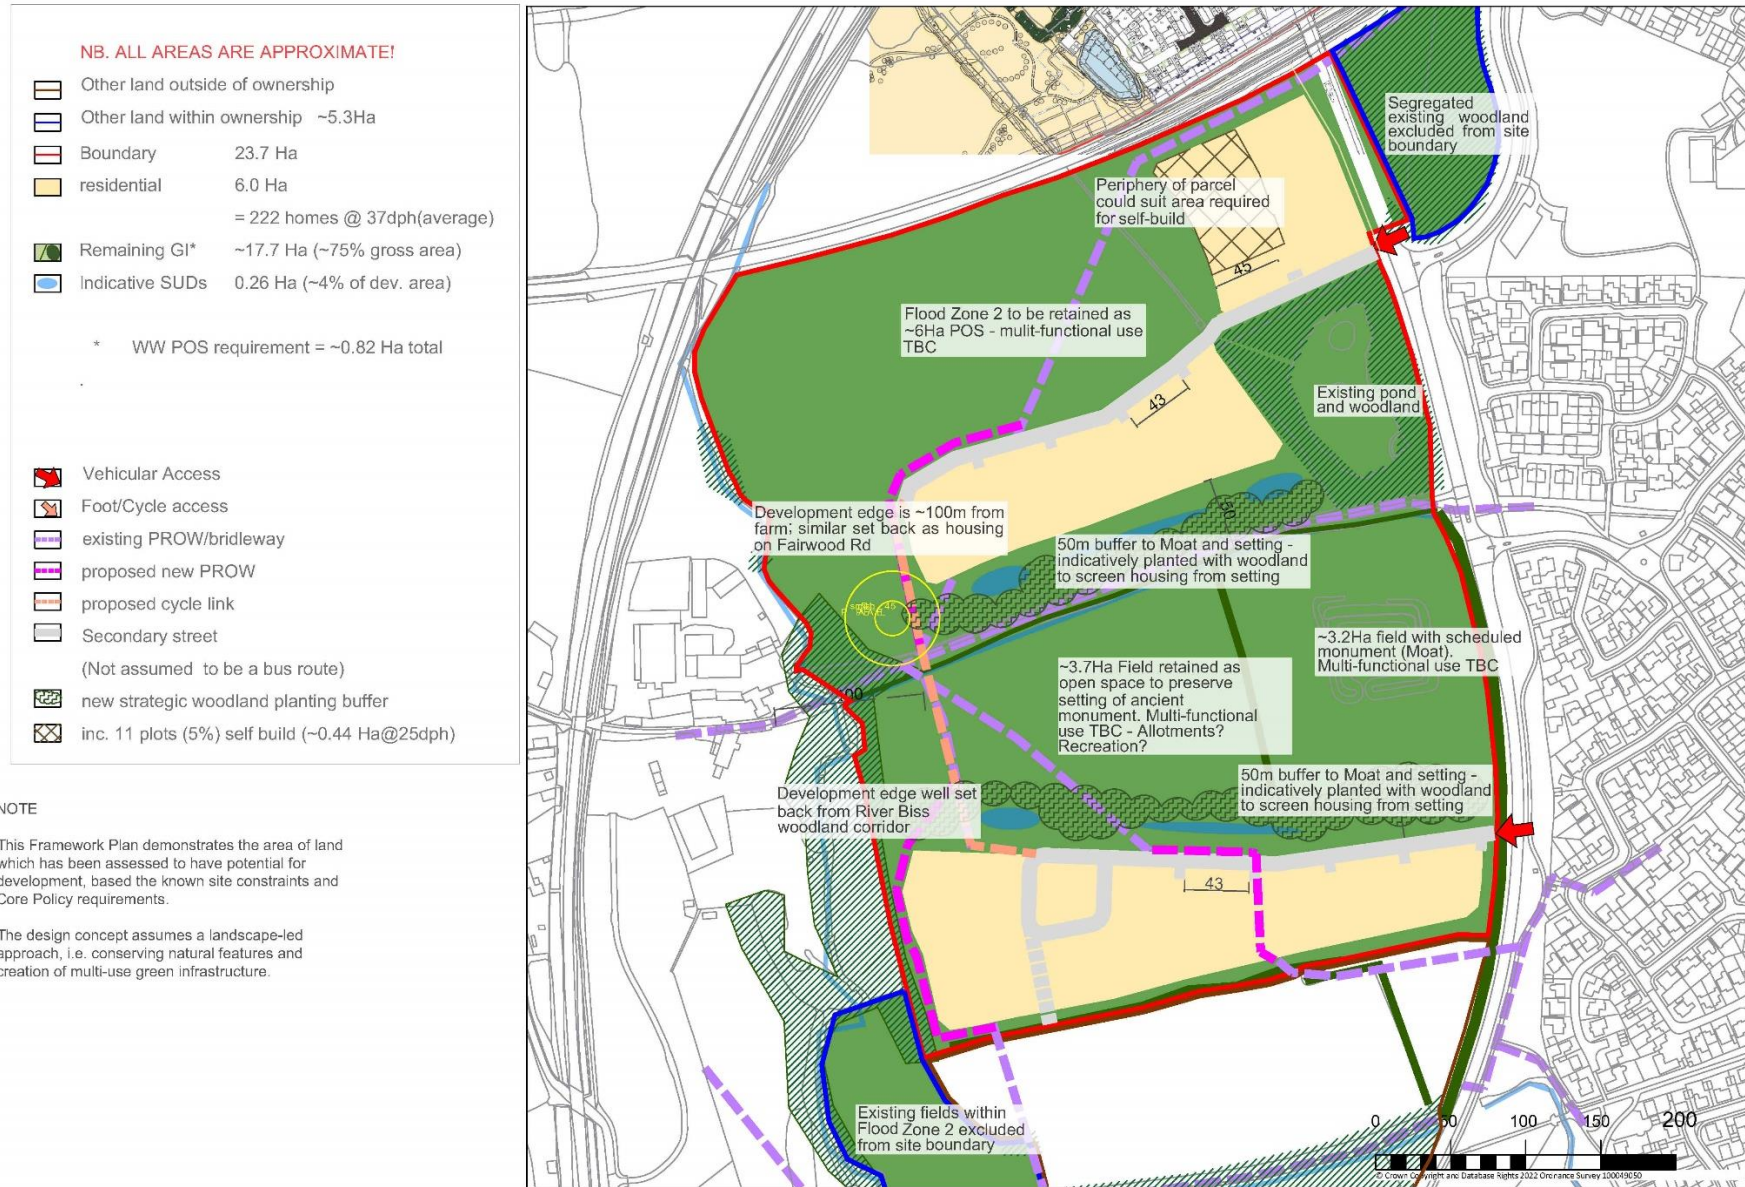 NB. ALL AREAS ARE APPROXIMATE!
Other land outside of ownership
Other land within ownership ~5.3Ha
Boundary 23.7 Ha
residential 6.0 Ha
= 222 homes @ 37dph(average)
Remaining GI* ~17.7 Ha (~75% gross area)
Indicative SUDs 0.26 Ha (~4% of dev. area)
* WW POS requirement = ~0.82 Ha total
.
Vehicular Access
Foot/Cycle access
existing PROW/bridleway
proposed new PROW
proposed cycle link
Secondary street
(Not assumed to be a bus route)
new strategic woodland planting buffer
inc. 11 plots (5%) self build (~0.44 Ha@25dph)
NOTE
This Framework Plan demonstrates the area of land
which has been assessed to have potential for
development, based the known site constraints and
Core Policy requirements.
The design concept assumes a landscape-led
approach, i.e. conserving natural features and
creation of multi-use green infrastructure.
Segregated
existing woodland
excluded from site
boundary
Periphery of parcel
could suit area required
for self-build
45
Flood Zone 2 to be retained as
~6Ha POS - mulit-functional use
TBC
43
Existing pond
and woodland
Development edge is ~100m from
farm; similar set back as housing
on Fairwood Rd
50
50m buffer to Moat and setting -
indicatively planted with woodland
to screen housing from setting
~3.2Ha field with scheduled
monument (Moat).
Multi-functional use TBC
~3.7Ha Field retained as
open space to preserve
setting of ancient
monument. Multi-functional
use TBC - Allotments?
Recreation?
Development edge well set
back from River Biss
woodland corridor
50m buffer to Moat and setting -
indicatively planted with woodland
to screen housing from setting
43
Existing fields within
Flood Zone 2 excluded
from site boundary
0 50 100 150 200
© Crown Copyright and Database Rights 2022 Ordnance Survey 100049050